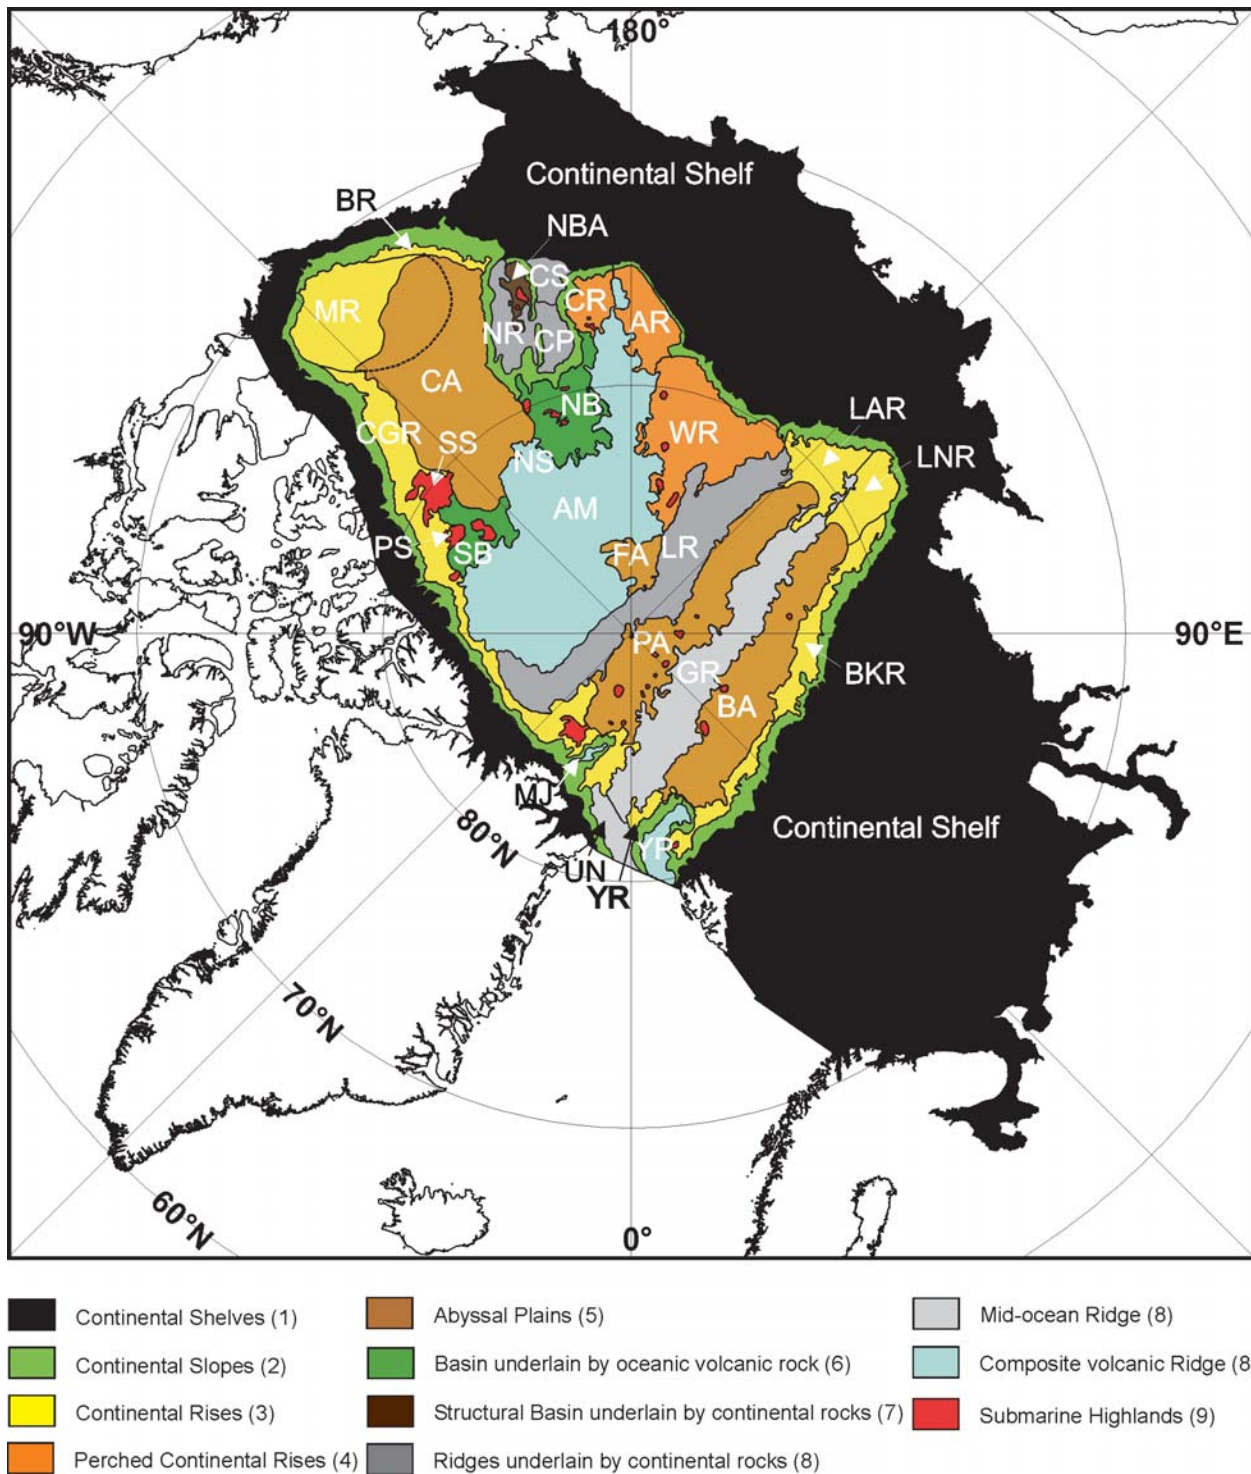 180°
Continental Shelf
BR
NBA
CS
MR
CR
AR
NR
CP
CA
NB
LAR
CGR
SS
WR
LNR
NS
AM
PS
SB
FA
LR
90°W
90°E
PA
GR
BKR
BA
MJ
80°N
Continental Shelf
UN
YP
YR
70°N
60°N
0°
Continental Shelves (1)
Abyssal Plains (5)
Mid-ocean Ridge (8)
Continental Slopes (2)
Basin underlain by oceanic volcanic rock (6)
Composite volcanic Ridge (8
Continental Rises (3)
Structural Basin underlain by continental rocks (7)
Submarine Highlands (9)
Perched Continental Rises (4)
Ridges underlain by continental rocks (8)